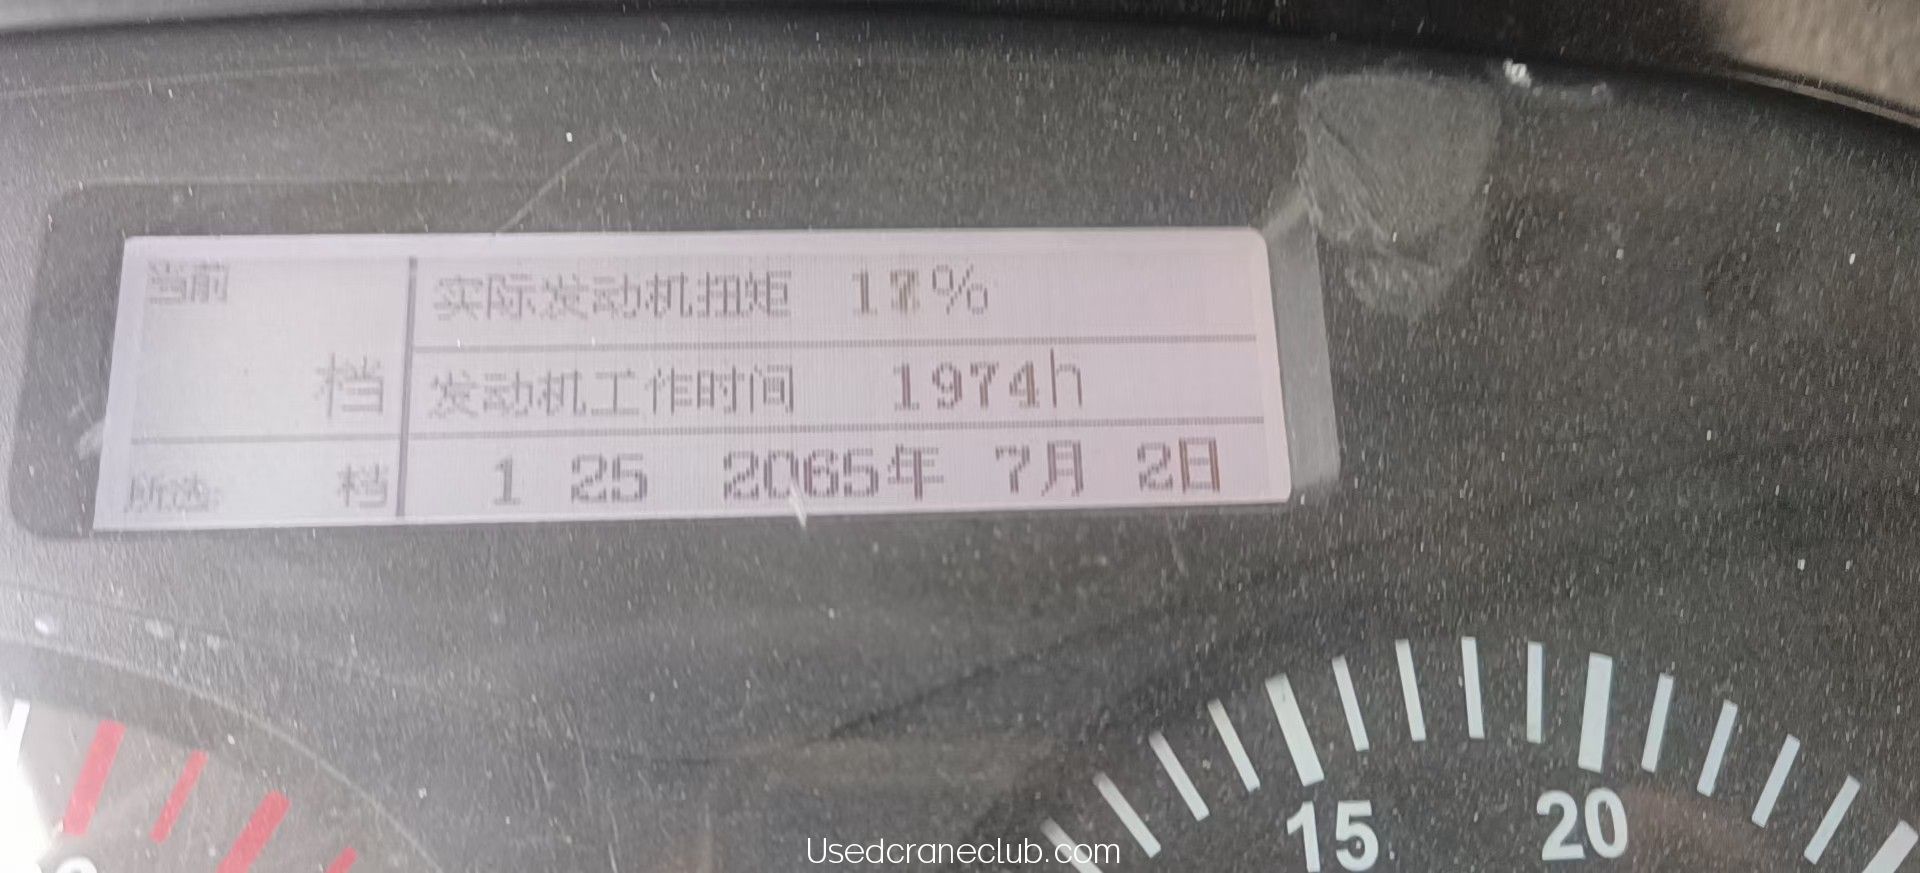 当前
档
实际发动机扭矩 17%
发动机工作时间 1974h
所选 档
1 25 2065年 7月 2日
15
20
Usedcraneclub.com